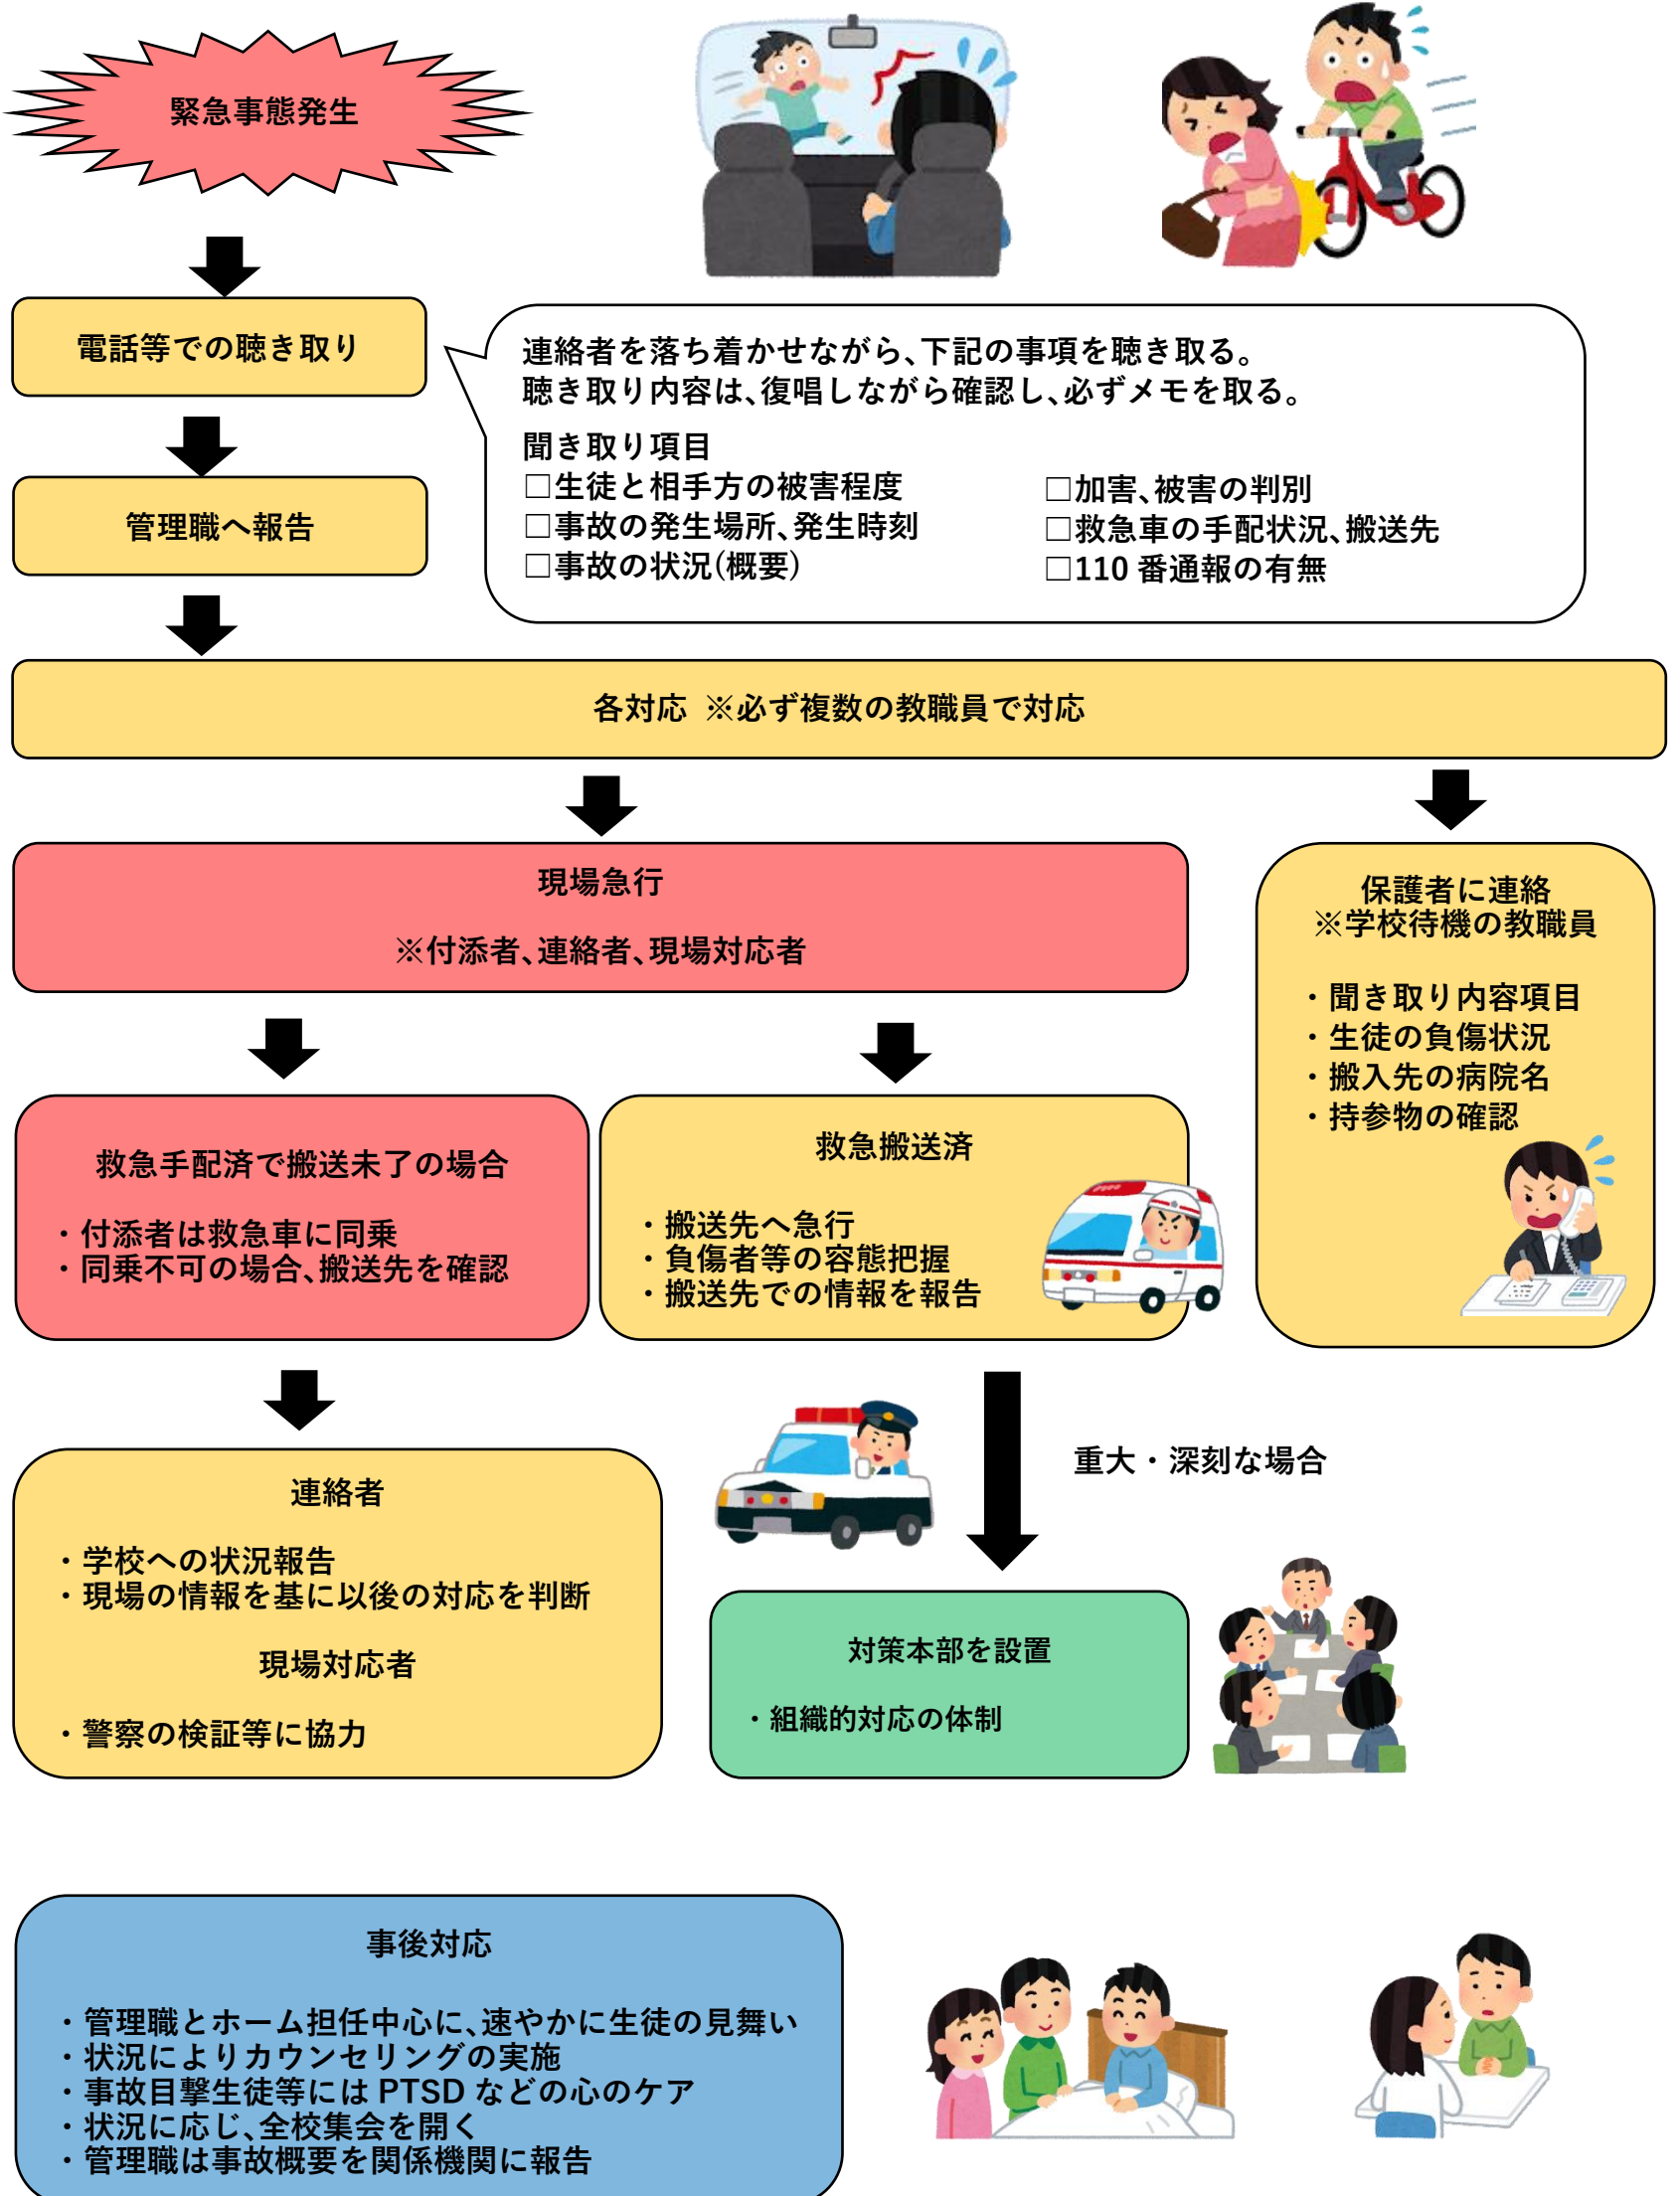 緊急事態発生
電話等での聴き取り
連絡者を落ち着かせながら、下記の事項を聴き取る。
聴き取り内容は、復唱しながら確認し、必ずメモを取る。
聞き取り項目
□生徒と相手方の被害程度
□事故の発生場所、発生時刻
□事故の状況(概要)
□加害、被害の判別
□救急車の手配状況、搬送先
□110番通報の有無
管理職へ報告
各対応 ※必ず複数の教職員で対応
現場急行
※付添者、連絡者、現場対応者
保護者に連絡
※学校待機の教職員
・聞き取り内容項目
・生徒の負傷状況
・搬入先の病院名
・持参物の確認
救急手配済で搬送未了の場合
・付添者は救急車に同乗
・同乗不可の場合、搬送先を確認
救急搬送済
・搬送先へ急行
・負傷者等の容態把握
・搬送先での情報を報告
連絡者
・学校への状況報告
・現場の情報を基に以後の対応を判断
現場対応者
・警察の検証等に協力
重大・深刻な場合
対策本部を設置
・組織的対応の体制
事後対応
・管理職とホーム担任中心に、速やかに生徒の見舞い
・状況によりカウンセリングの実施
・事故目撃生徒等には PTSD などの心のケア
・状況に応じ、全校集会を開く
・管理職は事故概要を関係機関に報告